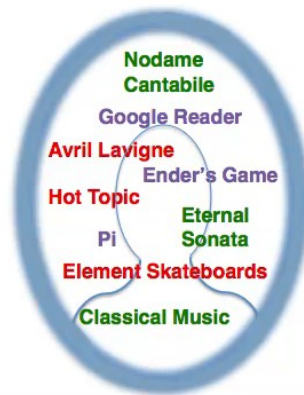 Nodame
Cantabile
Google Reader
Avril Lavigne
Ender's Game
Hot Topic
Eternal
Pi Sonata
Element Skateboards
Classical Music